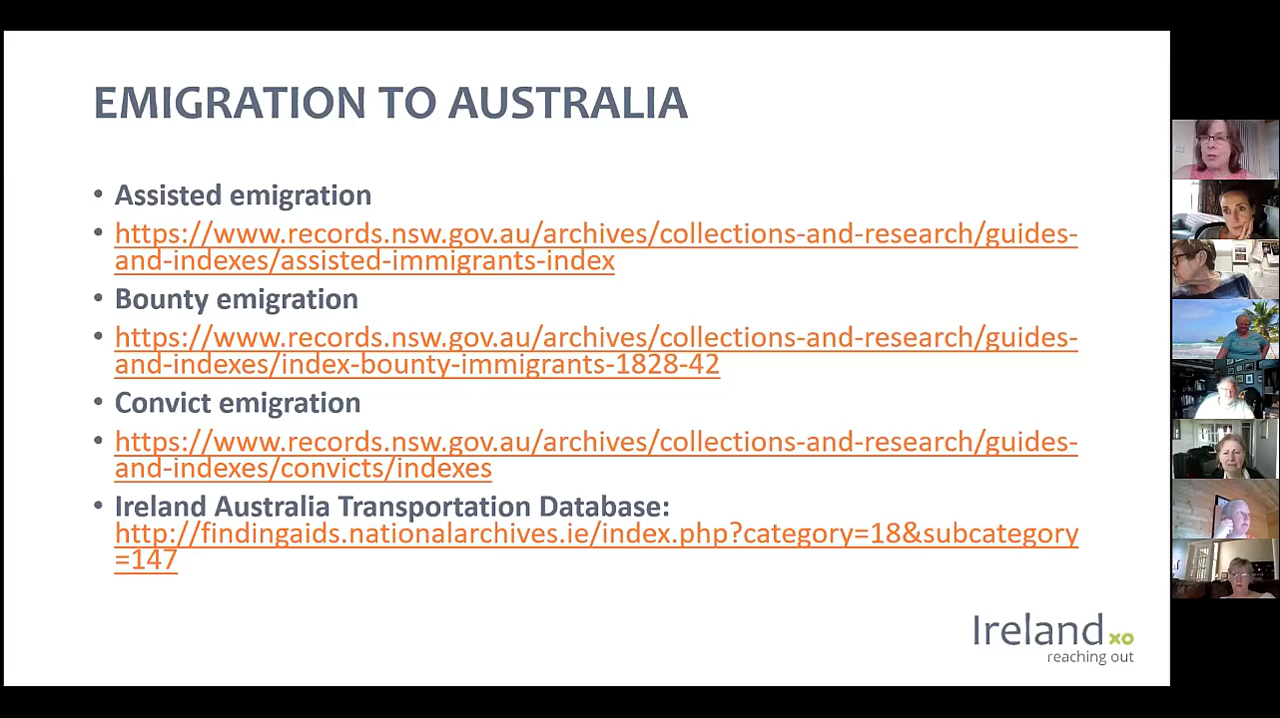 EMIGRATION TO AUSTRALIA
• Assisted emigration
• https://www.records.nsw.gov.au/archives/collections-and-research/guides-
and-indexes/assisted-immigrants-index
• Bounty emigration
• https://www.records.nsw.gov.au/archives/collections-and-research/guides-
and-indexes/index-bounty-immigrants-1828-42
• Convict emigration
• https://www.records.nsw.gov.au/archives/collections-and-research/guides-
and-indexes/convicts/indexes
• Ireland Australia Transportation Database:
http://findingaids.nationalarchives.ie/index.php?category=18&subcategory
=147
Ireland xo
reaching out